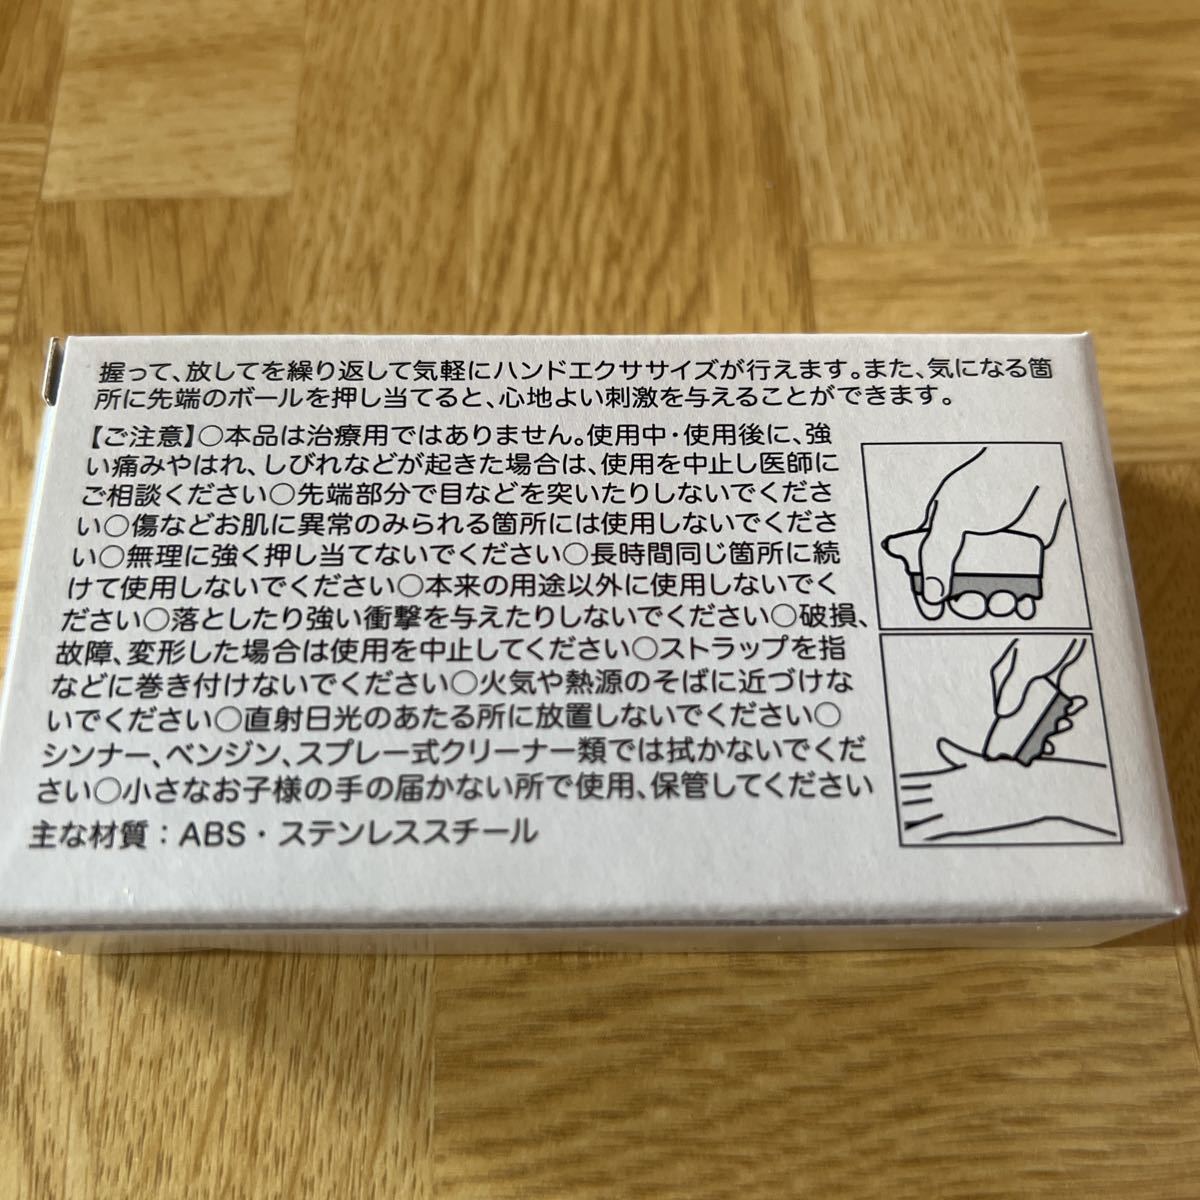 握って、放してを繰り返して気軽にハンドエクササイズが行えます。また、気になる箇
所に先端のボールを押し当てると、心地よい刺激を与えることができます。
【ご注意】○本品は治療用ではありません。使用中・使用後に、強
い痛みやはれ、しびれなどが起きた場合は、使用を中止し医師に
ご相談ください○先端部分で目などを突いたりしないでくださ
い○傷などお肌に異常のみられる箇所には使用しないでくださ
い○無理に強く押し当てないでください○長時間同じ箇所に続
けて使用しないでください○本来の用途以外に使用しないでく
ださい○落としたり強い衝撃を与えたりしないでください○破損、
故障、変形した場合は使用を中止してください○ストラップを指
などに巻き付けないでください○火気や熱源のそばに近づけな
いでください○直射日光のあたる所に放置しないでください○
シンナー、ベンジン、スプレー式クリーナー類では拭かないでくだ
さい○小さなお子様の手の届かない所で使用、保管してください
主な材質：ABS・ステンレススチール